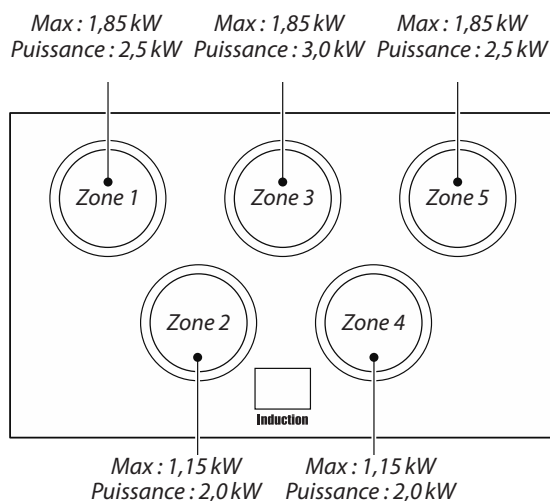 Max : 1,85 kW Max : 1,85 kW Max : 1,85 kW
Puissance : 2,5 kW Puissance : 3,0 kW Puissance : 2,5 kW
Zone 1 Zone 3 Zone 5
Zone 2 Zone 4
Induction
Max : 1,15 kW Max : 1,15 kW
Puissance : 2,0 kW Puissance : 2,0 kW